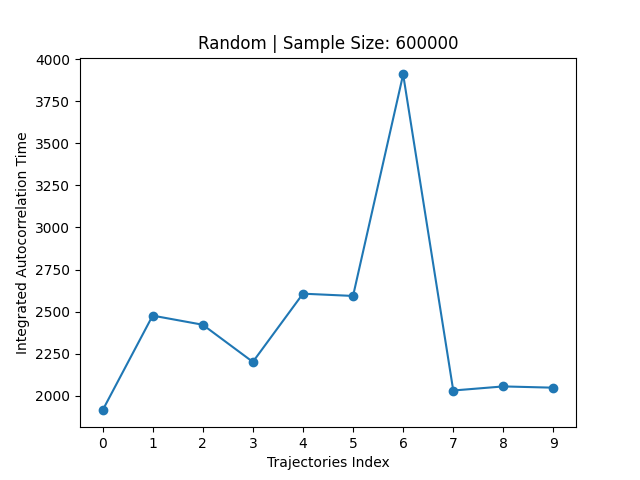 Random | Sample Size: 600000
Integrated Autocorrelation Time
4000
3750
3500
3250
3000
2750
2500
2250
2000
0 1 2 3 4 5 6 7 8 9
Trajectories Index